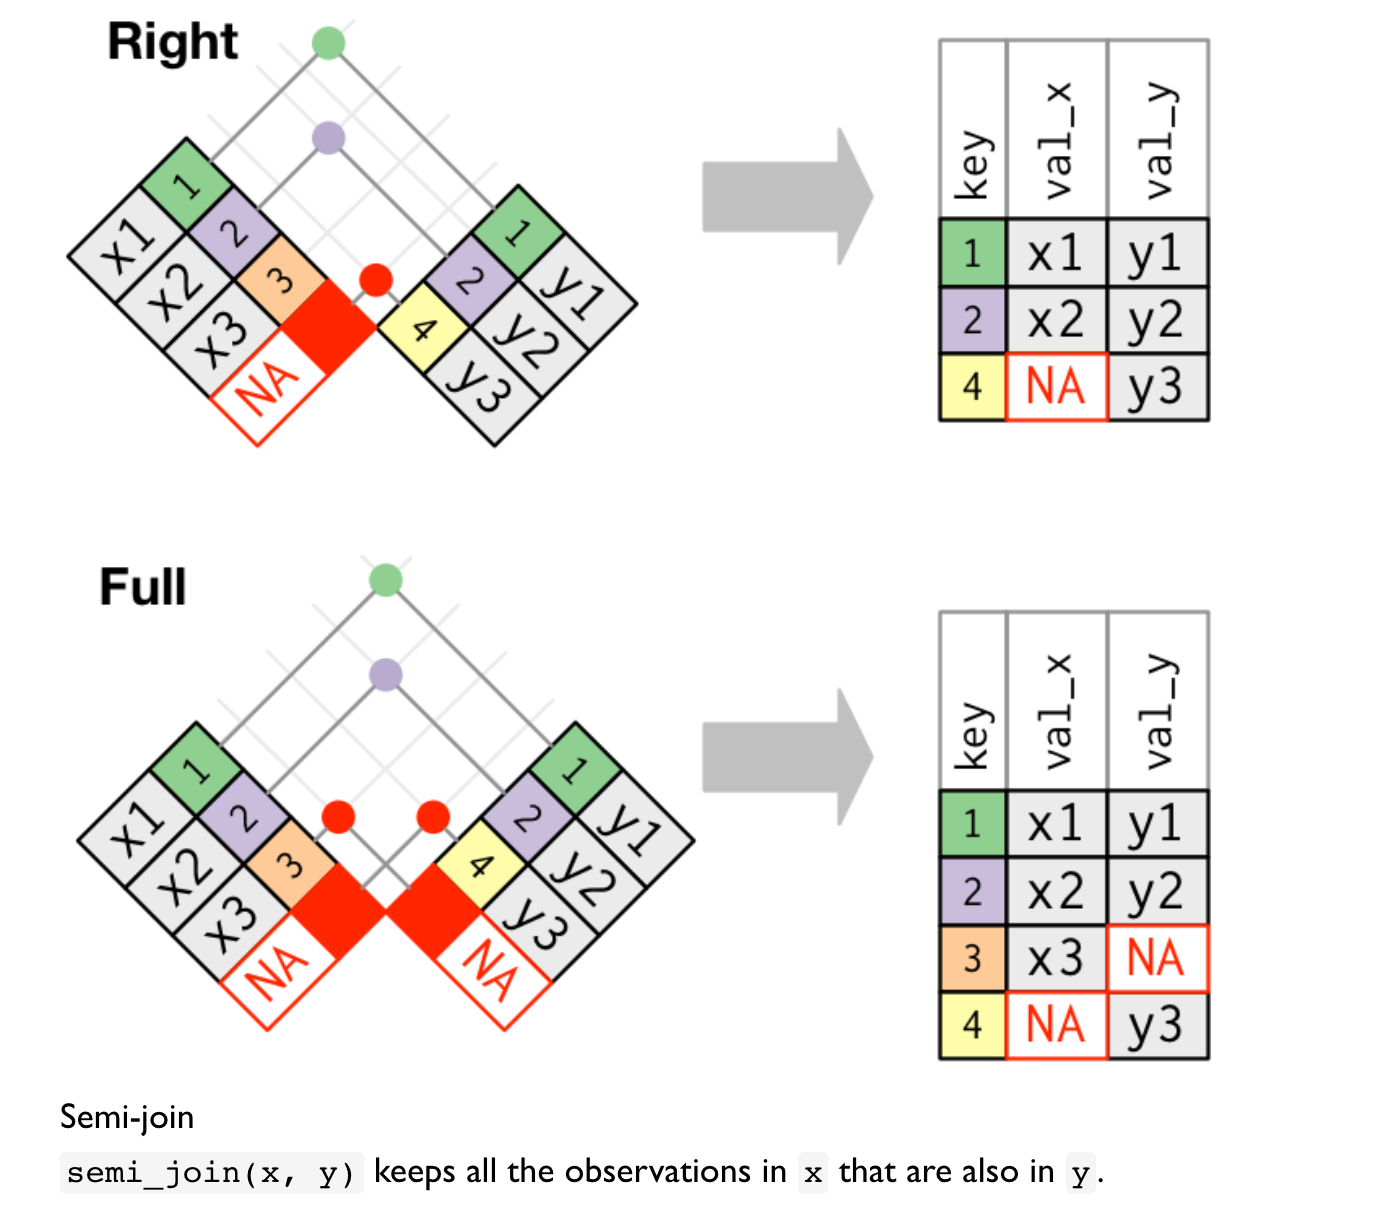 Right
1
x1
2
x2
3
x3
NA
1
y1
2
y2
4
y3
key val_x val_y
1 x1 y1
2 x2 y2
4 NA y3
Full
1
x1
2
x2
3
x3
NA
1
y1
2
y2
4
y3
NA
key val_x val_y
1 x1 y1
2 x2 y2
3 x3 NA
4 NA y3
Semi-join
semi_join(x, y) keeps all the observations in x that are also in y.